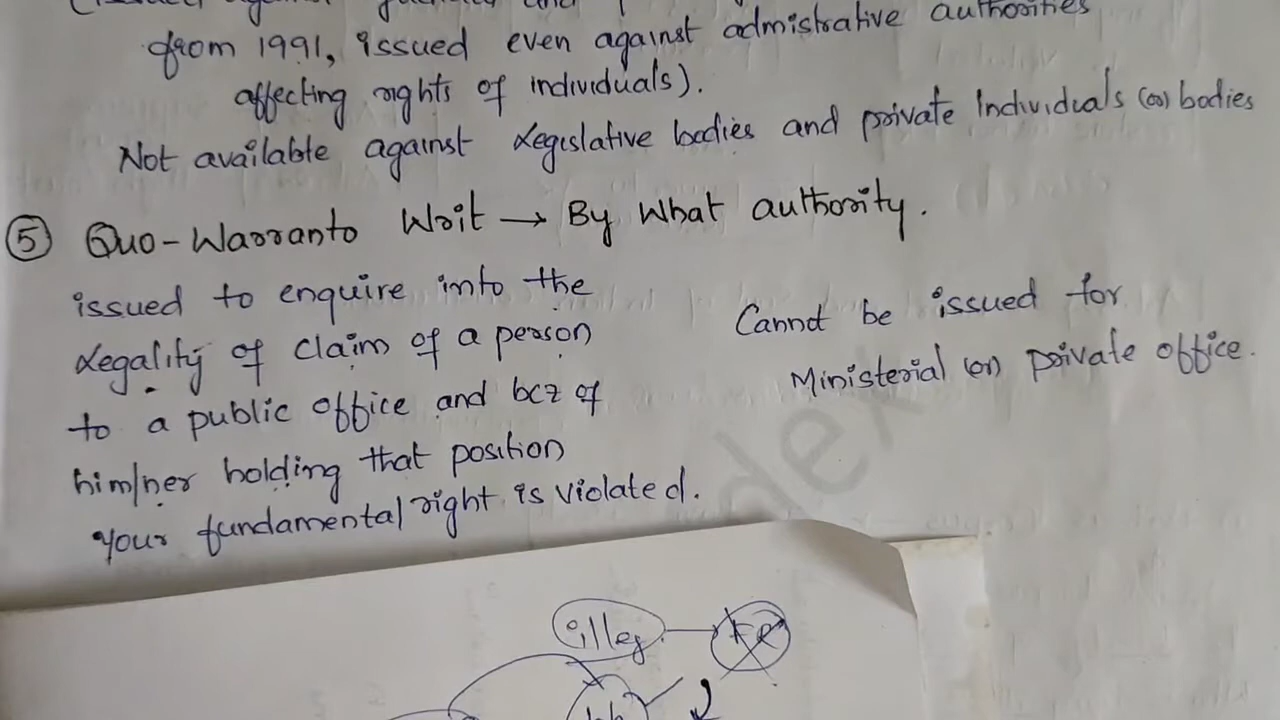 from 1991, issued even against admistrative authorities
affecting rights of individuals).
Not available against Legislative bodies and private Individuals (or) bodies
⑤ Quo-Warranto Writ → By What authority.
issued to enquire into the
Legality of claim of a person
to a public office and bcz of
him/her holding that position
your fundamental right is violated.
Cannot be issued for
Ministerial (or) private office.
illeg